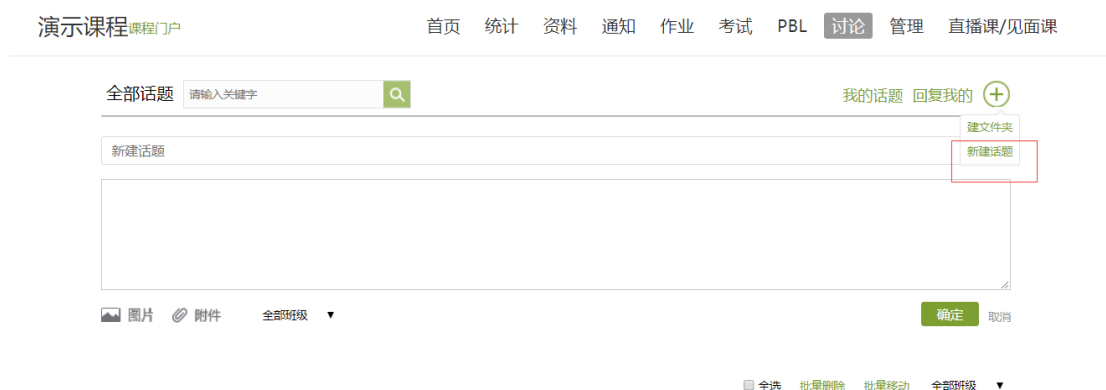 演示课程课程门户 首页 统计 资料 通知 作业 考试 PBL 讨论 管理 直播课/见面课
全部话题 请输入关键字 我的话题 回复我的
建文件夹
新建话题 新建话题
图片 附件 全部班级 ▼ 确定 取消
全选 批量删除 批量移动 全部班级 ▼